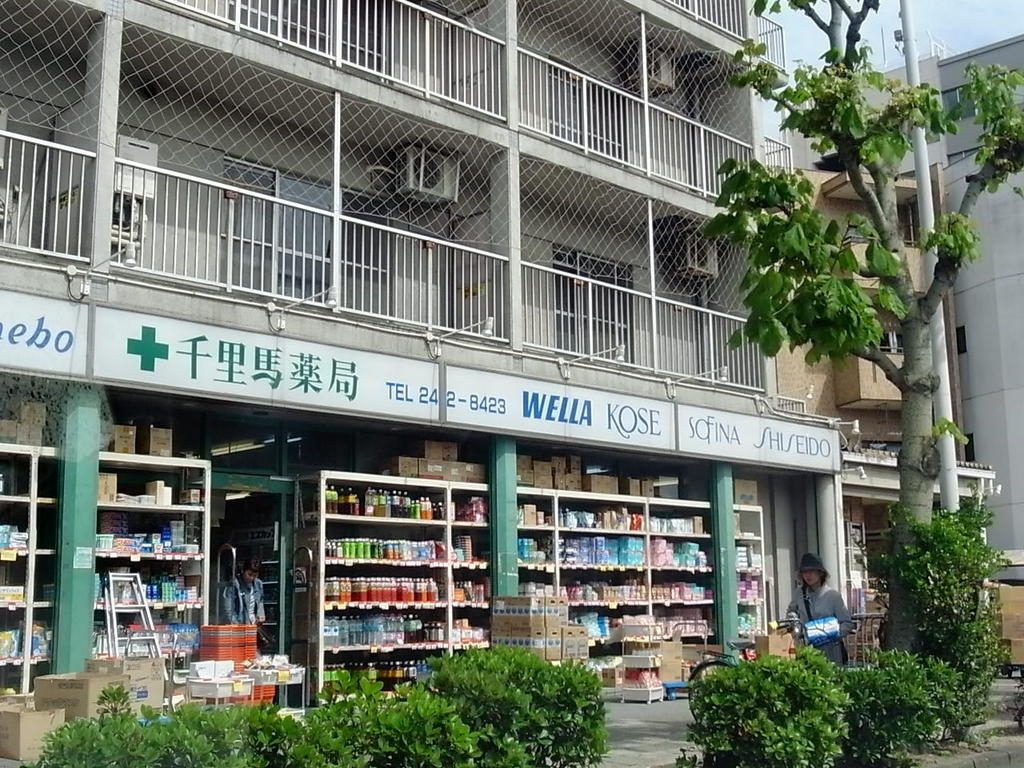 nebo
千里馬薬局 TEL 242-8423 WELLA KOSE SOFINA SHISEIDO